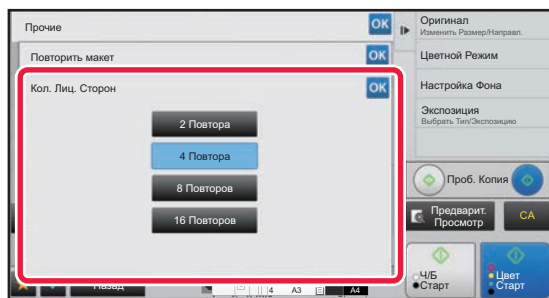 Прочие
OK
Повторить макет
OK
Кол. Лиц. Сторон
OK
2 Повтора
4 Повтора
8 Повторов
16 Повторов
Назад
4
A3
A4
Оригинал
Изменить Размер/Направл.
Цветной Режим
Настройка Фона
Экспозиция
Выбрать Тип/Экспозицию
Проб. Копия
Предварит.
Просмотр
CA
Ч/Б
Старт
Цвет
Старт